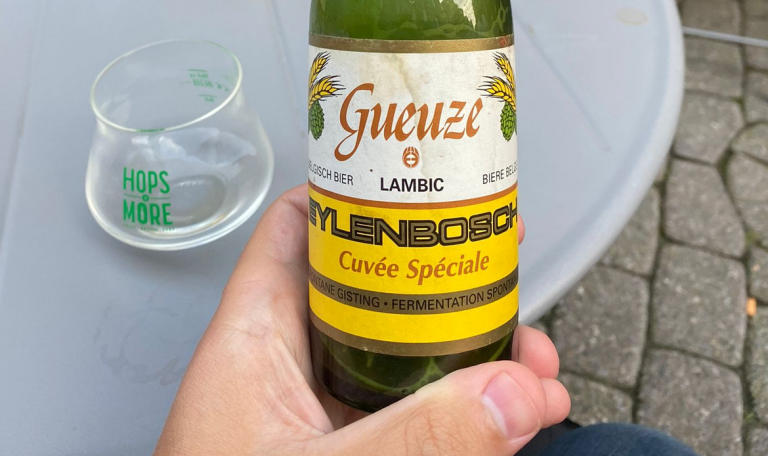 Gueuze
BELGISCH BIER
LAMBIC
BIERE BELGE
EYLENBOSCH
Cuvée Spéciale
SPONTANE GISTING • FERMENTATION SPONTANÉE
HOPS
&
MORE